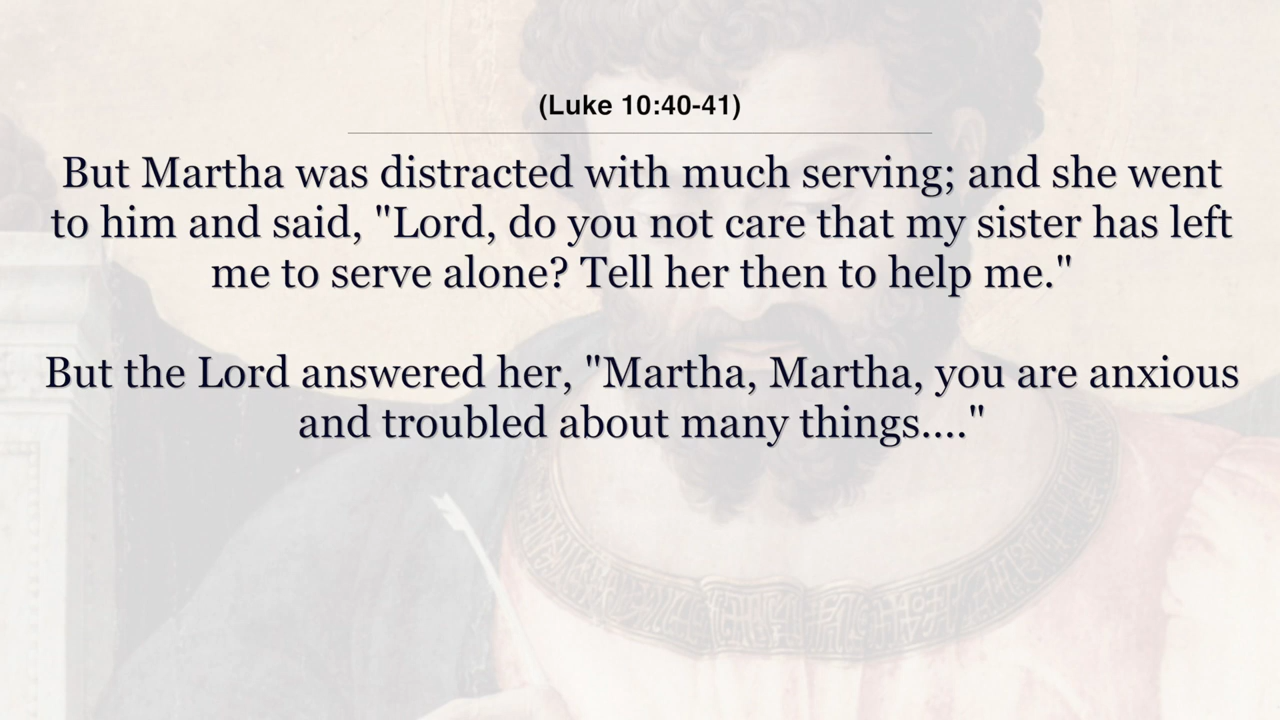 (Luke 10:40-41)
But Martha was distracted with much serving; and she went
to him and said, "Lord, do you not care that my sister has left
me to serve alone? Tell her then to help me."
But the Lord answered her, "Martha, Martha, you are anxious
and troubled about many things...."